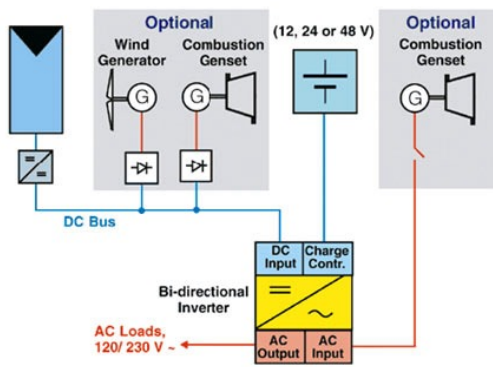 Optional
Wind
Generator
Combustion
Genset
G
G
(12, 24 or 48 V)
Optional
Combustion
Genset
G
DC Bus
DC
Input
Charge
Contr.
Bi-directional
Inverter
AC Loads,
120/ 230 V ~
AC
Output
AC
Input